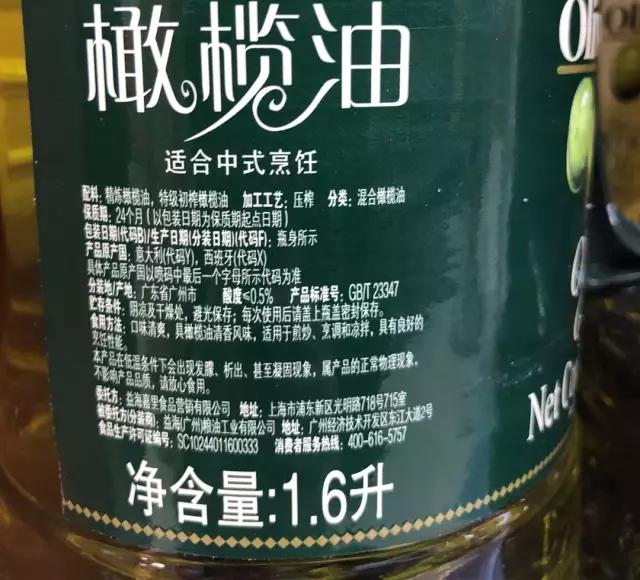 橄榄油
适合中式烹饪
配料：精炼橄榄油，特级初榨橄榄油 加工工艺：压榨 分类：混合橄榄油
保质期：24个月（以包装日期为保质期起点日期）
包装日期(代码B)/生产日期(分装日期)(代码F)：瓶身所示
产品原产国：意大利(代码Y)，西班牙(代码X)
具体产品原产国以喷码中最后一个字母所示代码为准
分装地/产地：广东省广州市 酸度≤0.5% 产品标准号：GB/T 23347
贮存条件：阴凉及干燥处，避光保存；每次使用后请盖上瓶盖密封保存。
食用方法：口味清爽，具橄榄油清香风味，适用于煎炒、烹调和凉拌，具有良好的
烹饪性能。
本产品在低温条件下会出现发朦、析出、甚至凝固现象，属产品的正常物理现象，
不影响产品品质，请放心食用。
委托方：益海嘉里食品营销有限公司 地址：上海市浦东新区光明路718号715室
被委托方(分装商)：益海(广州)粮油工业有限公司 地址：广州经济技术开发区东江大道2号
食品生产许可证编号：SC10244011600333 消费者服务热线：400-616-5757
净含量:1.6升
Net